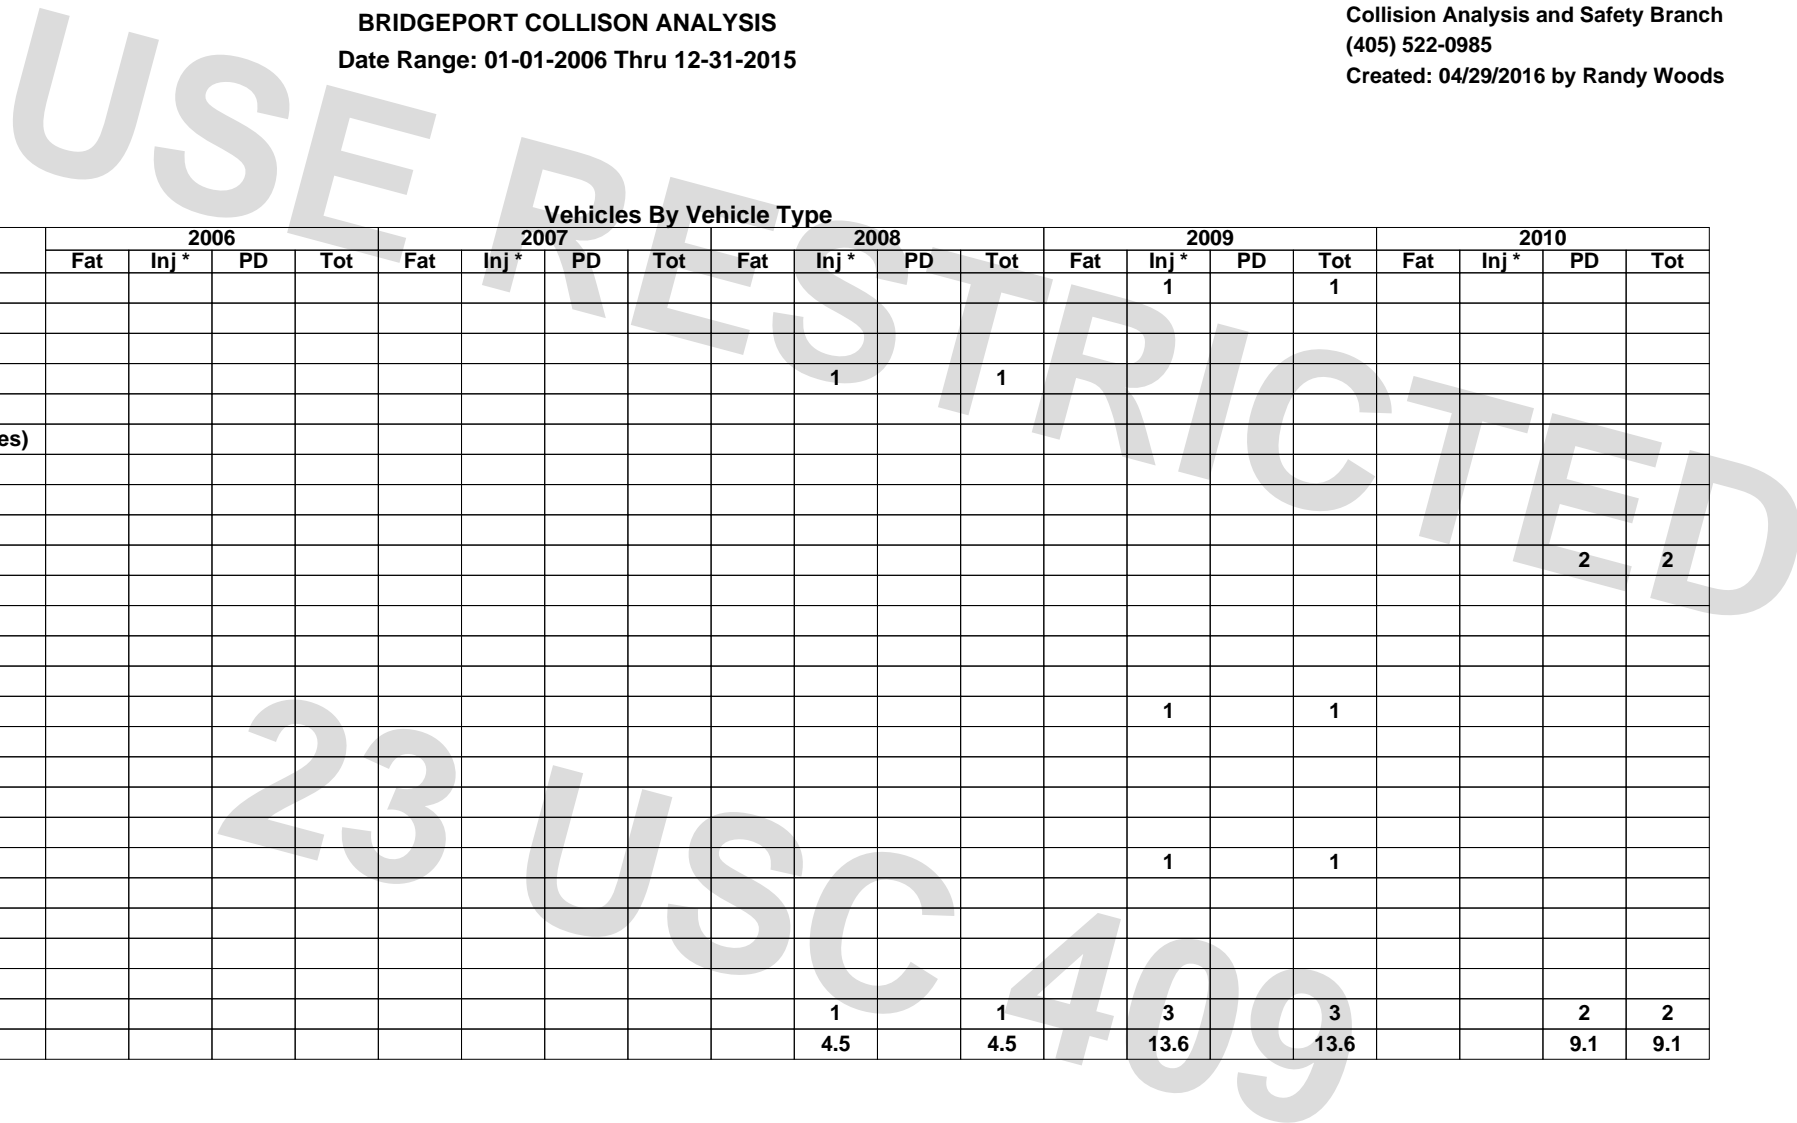 BRIDGEPORT COLLISON ANALYSIS
Date Range: 01-01-2006 Thru 12-31-2015
Collision Analysis and Safety Branch
(405) 522-0985
Created: 04/29/2016 by Randy Woods
USE RESTRICTED
23 USC 409
Vehicles By Vehicle Type
2006 2007 2008 2009 2010
Fat Inj * PD Tot Fat Inj * PD Tot Fat Inj * PD Tot Fat Inj * PD Tot Fat Inj * PD Tot
1 1
1 1
es)
2 2
1 1
1 1
1 1 3 3 2 2
4.5 4.5 13.6 13.6 9.1 9.1